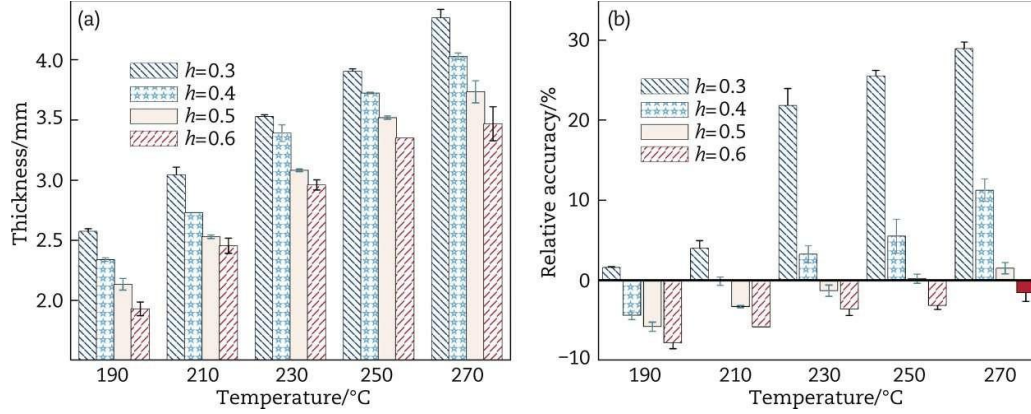 (a)
h=0.3
h=0.4
h=0.5
h=0.6
Thickness/mm
4.0
3.5
3.0
2.5
2.0
190 210 230 250 270
Temperature/°C
(b)
h=0.3
h=0.4
h=0.5
h=0.6
Relative accuracy/%
30
20
10
0
−10
190 210 230 250 270
Temperature/°C